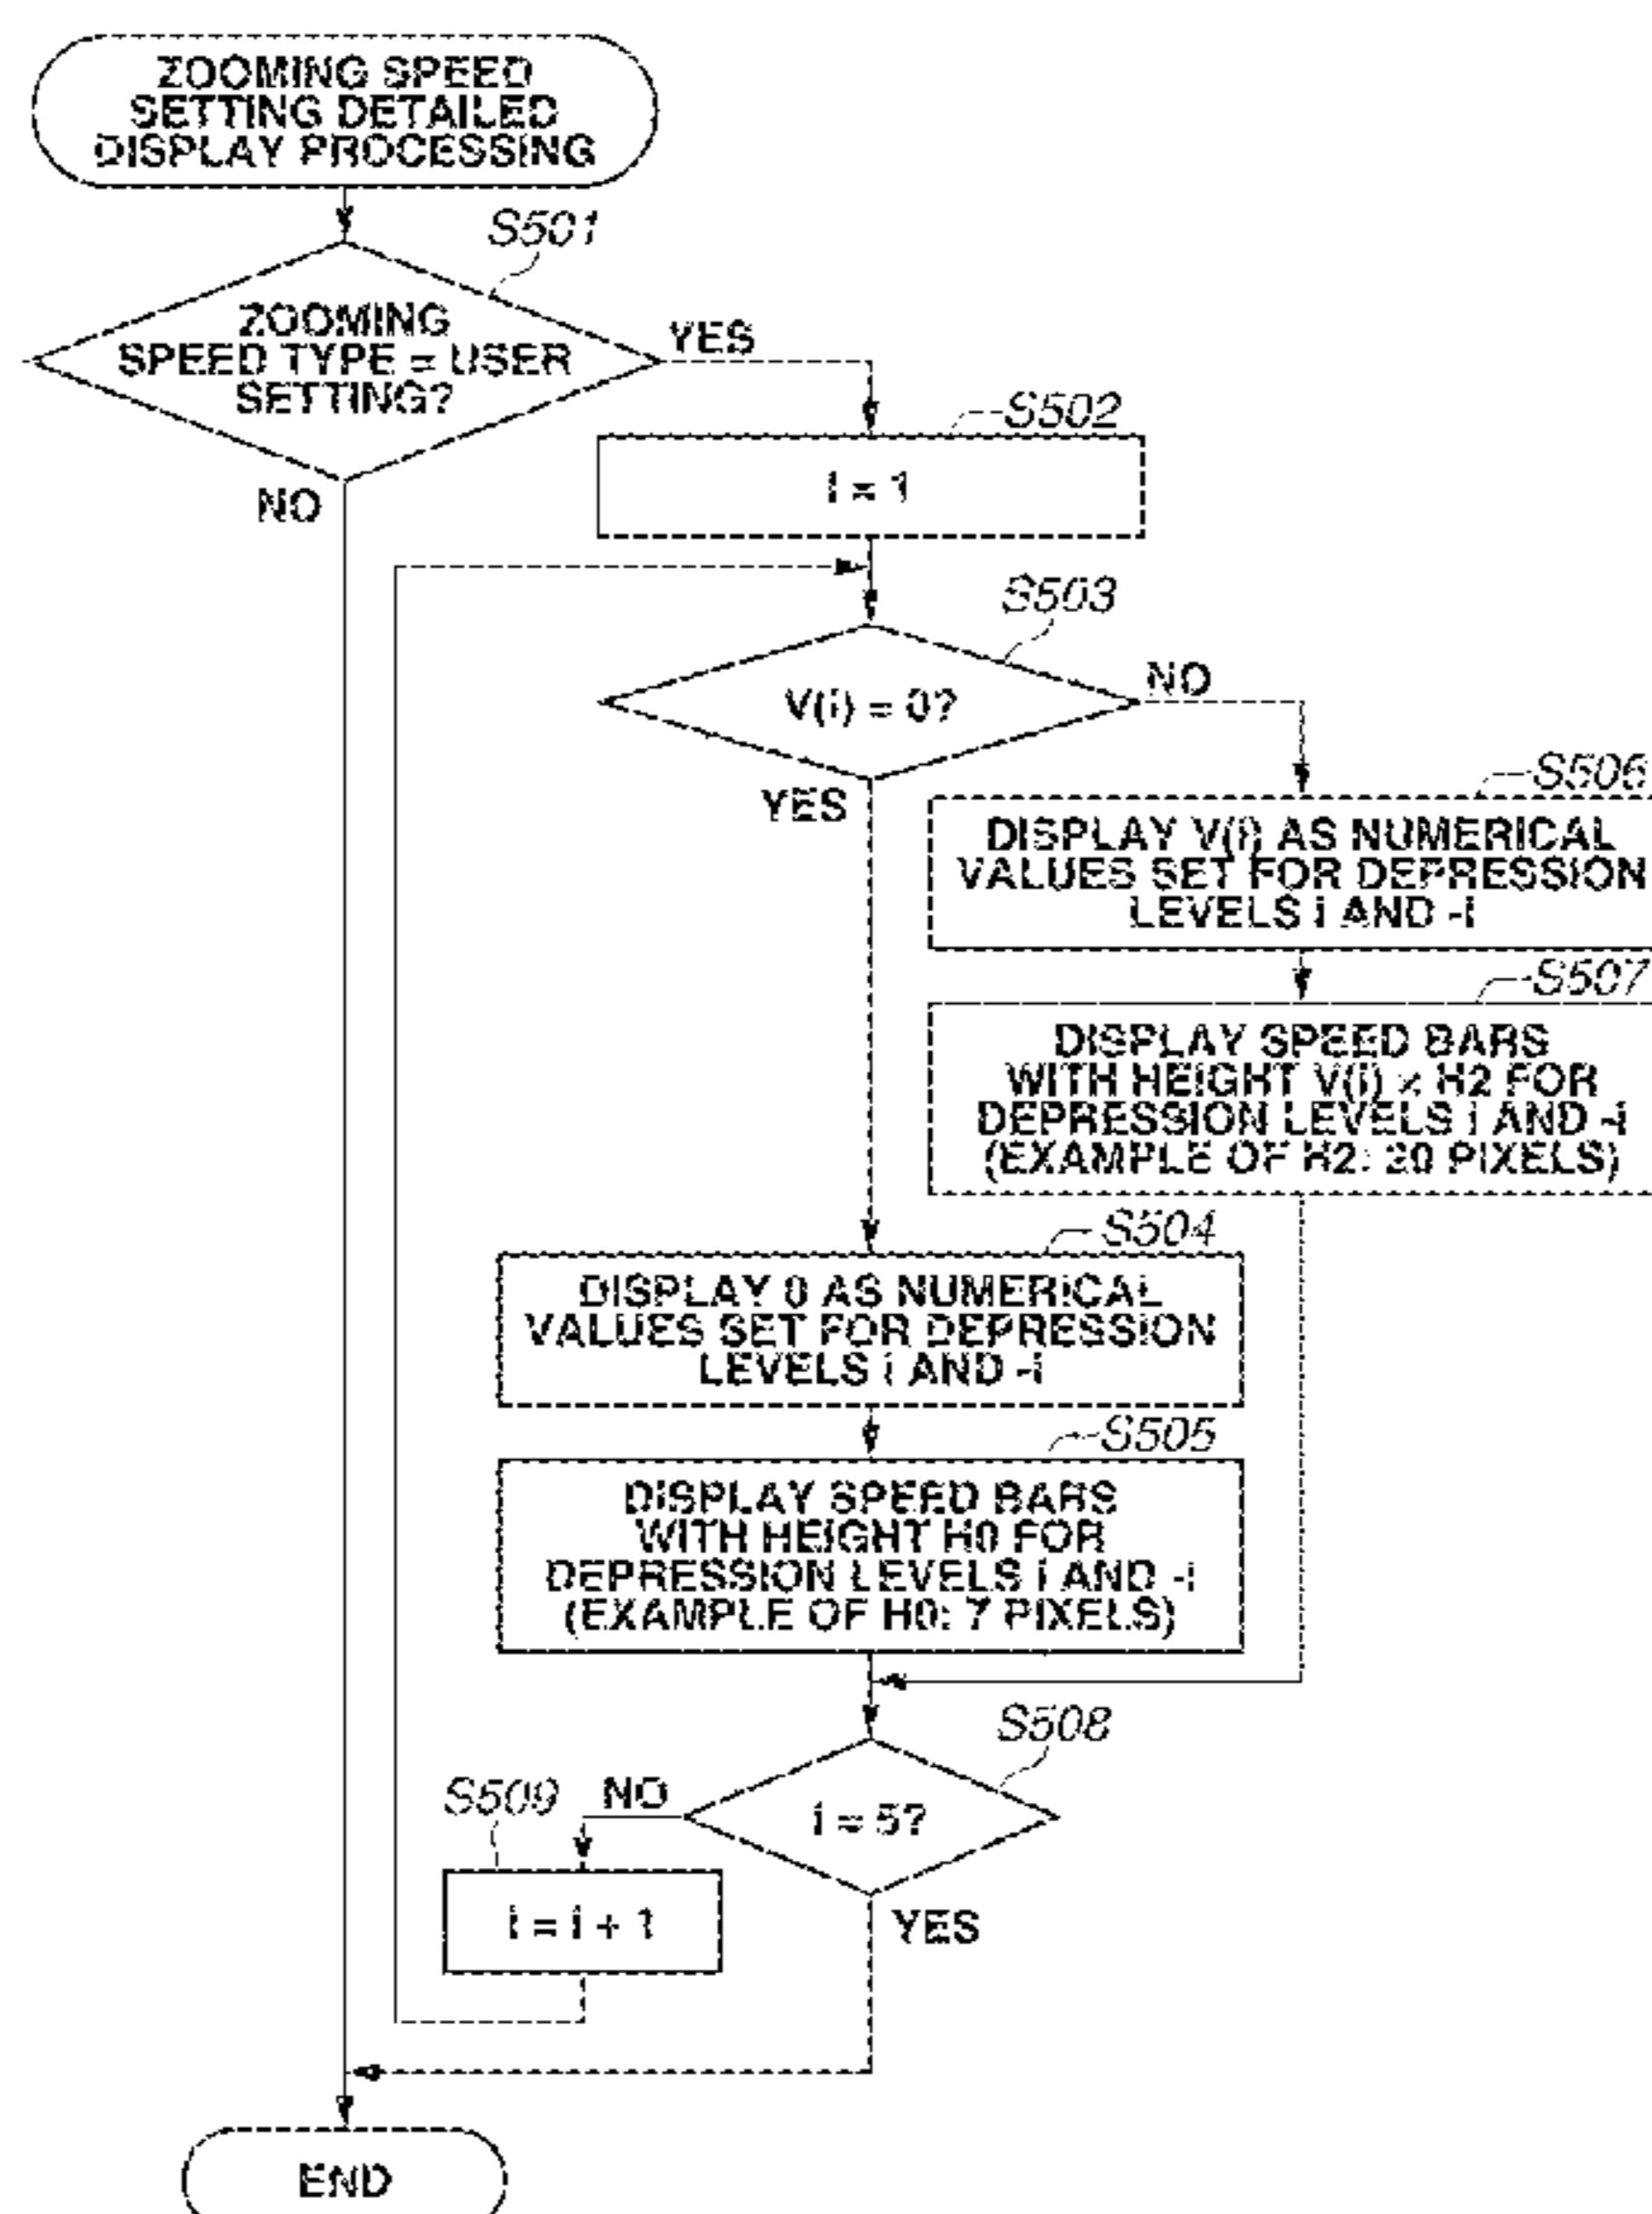 ZOOMING SPEED
SETTING DETAILED
DISPLAY PROCESSING
S501
ZOOMING
SPEED TYPE = USER
SETTING?
YES
NO
S502
i = 1
S503
V(i) = 0?
NO
YES
S506
DISPLAY V(i) AS NUMERICAL
VALUES SET FOR DEPRESSION
LEVELS i AND -i
S507
DISPLAY SPEED BARS
WITH HEIGHT V(i) × H2 FOR
DEPRESSION LEVELS i AND -i
(EXAMPLE OF H2: 20 PIXELS)
S504
DISPLAY 0 AS NUMERICAL
VALUES SET FOR DEPRESSION
LEVELS i AND -i
S505
DISPLAY SPEED BARS
WITH HEIGHT H0 FOR
DEPRESSION LEVELS i AND -i
(EXAMPLE OF H0: 7 PIXELS)
S508
i = 5?
NO
S509
i = i + 1
YES
END